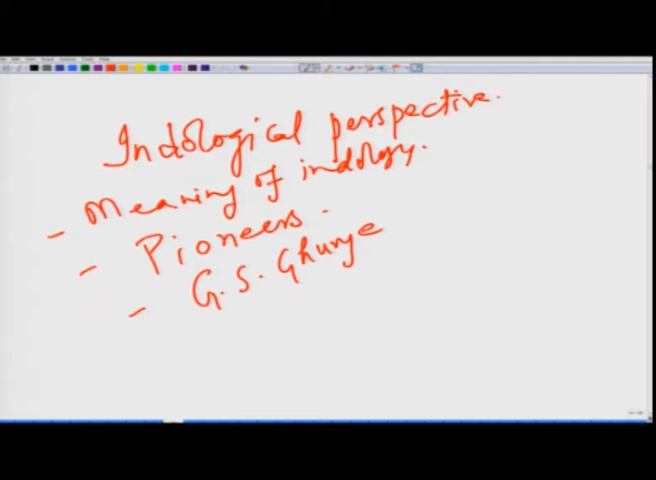 Indological perspective.
- Meaning of indology.
- Pioneers.
- G. S. Ghurye